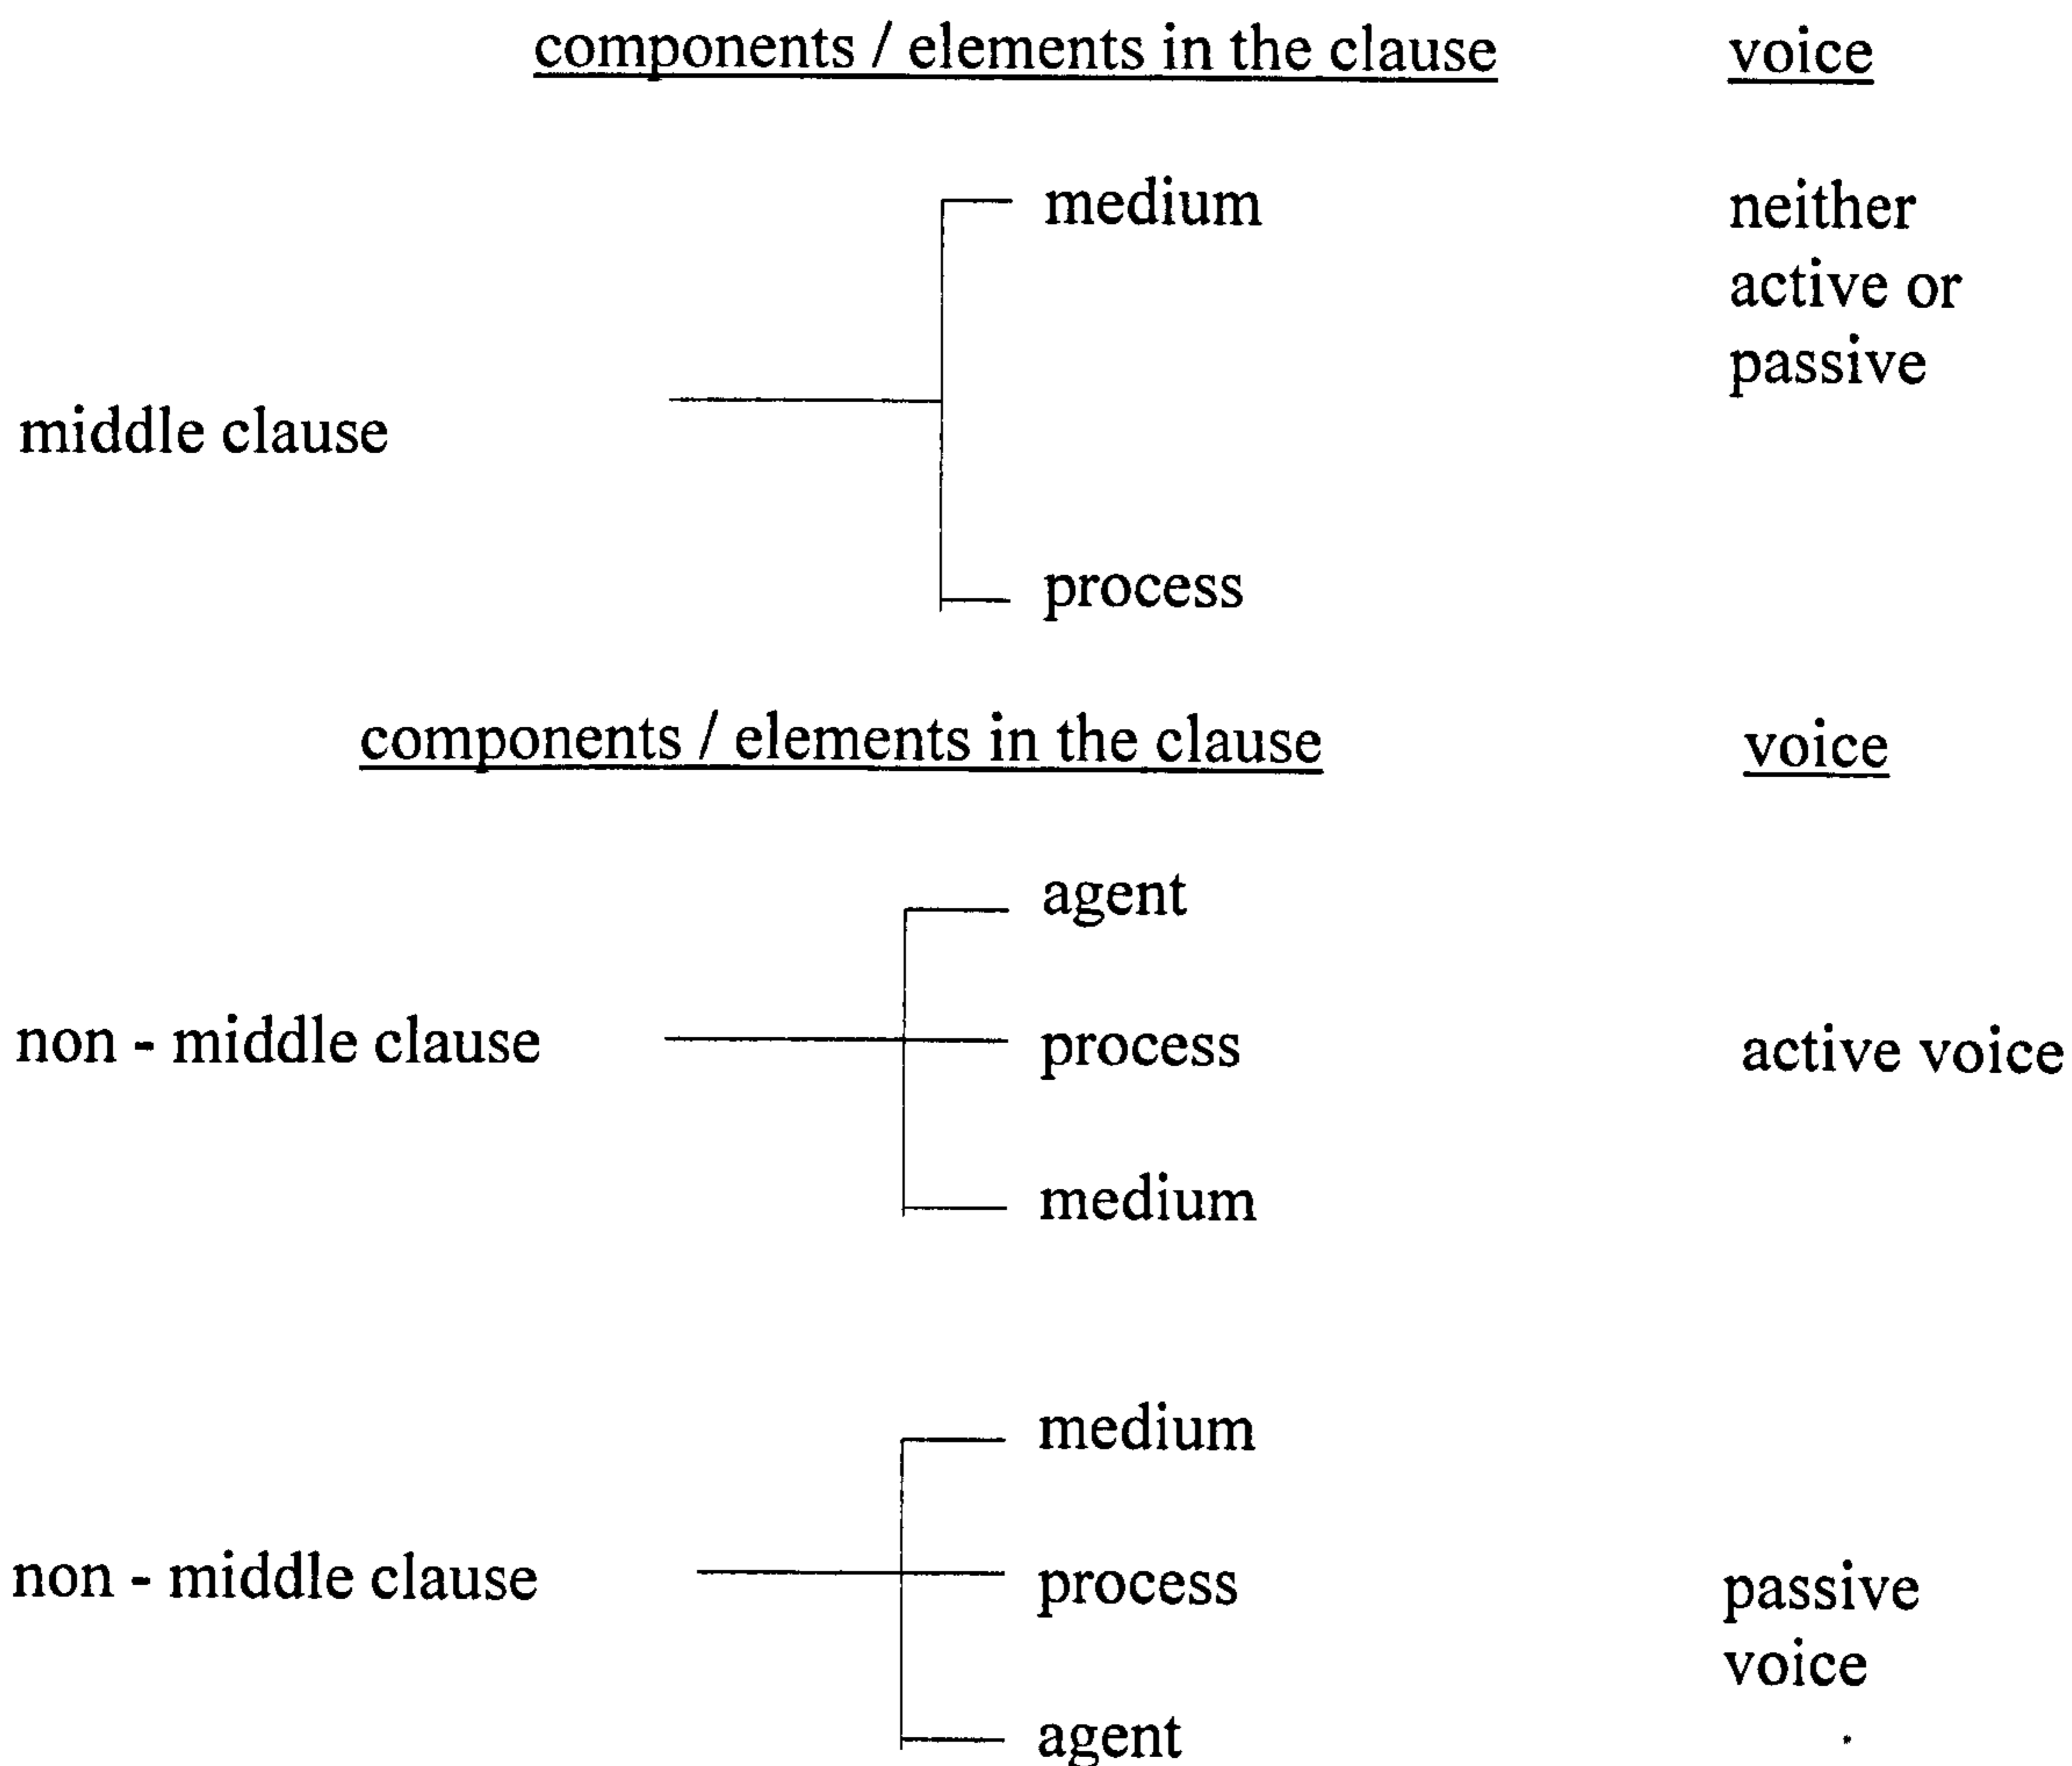 components / elements in the clause voice
medium neither
active or
passive
middle clause
process
components / elements in the clause voice
agent
non - middle clause process active voice
medium
medium
non - middle clause process passive
voice
agent